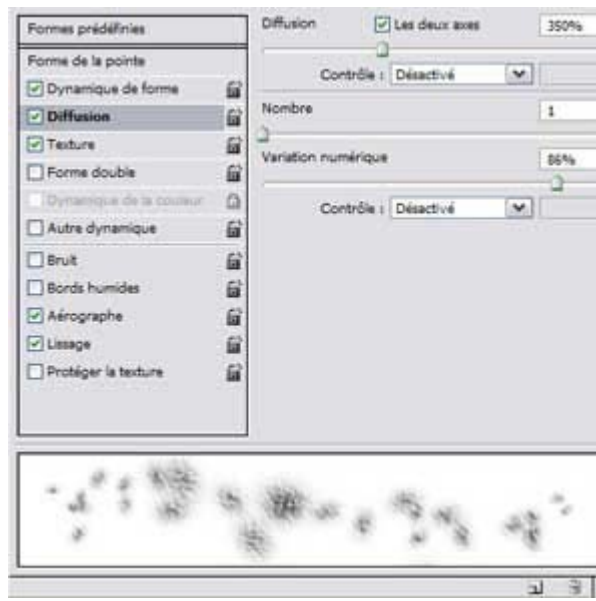 Formes prédéfinies
Forme de la pointe
Dynamique de forme
Diffusion
Texture
Forme double
Dynamique de la couleur
Autre dynamique
Bruit
Bords humides
Aérographe
Lissage
Protéger la texture
Diffusion Les deux axes 350%
Contrôle : Désactivé
Nombre 1
Variation numérique 86%
Contrôle : Désactivé